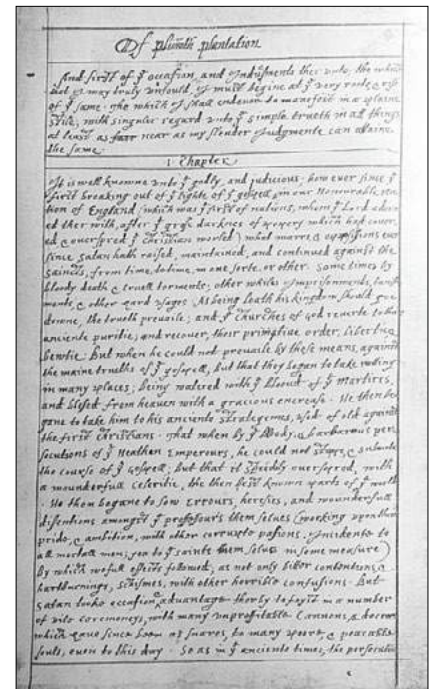 Of plimoth plantation
And first of yᵉ occasion, and Indusments ther unto; the which
that I may truly unfould, I must begine at yᵉ very roote, & rise
of yᵉ same. The which I shall endevor to manefest in a plaine
stile; with singuler regard unto yᵉ simple trueth in all things,
at least as near as my slender Judgmente can attaine
the same.
1. Chapter
It is well knowne unto yᵉ godly, and judicious; how ever since yᵉ
first breaking out of yᵉ lighte of yᵉ gospell, in our Honourable na-
tion of England (which was yᵉ first of nations, whom yᵉ Lord adorn-
ed ther with, after yᵉ grosse darknes of popery which had cover-
ed & overspred yᵉ christian world) what warrs, & oppossions ever
since satan hath raised, maintained, and continued against the
saincts, from time, to time, in one sorte, or other. Some times by
bloody death & cruell torments; other whiles Imprisonments, banish-
ments, & other hard usages. As being loath his kingdom should goe
downe, the trueth prevaile; and yᵉ churches of god reverte to their
anciente puritie; and recover, their primative order, libertie, &
bewtie. But when he could not prevaile by these means, against
the maine trueths of yᵉ gospell, but that they began to take rootting
in many places; being watered with yᵉ bloud of yᵉ martires,
and blesed from heaven with a gracious encrease. He then be-
gane to take him to his anciente strategemes, used of old against
the first christians. That when by yᵉ bloody, & barbarous per-
secutions of yᵉ Heathen Emperours, he could not stoppe, & subverte
the course of yᵉ Gospell; but that it speedily overspred, with
a wounderfull celeritie, the then best known parts of yᵉ world.
He then begane to sow errours, heresies, and wounderfull
disentions amongst yᵉ professours them selves (working upon their
pride, & ambition, with other corrupte passions, Insidente to
all mortall men; yea to yᵉ saints them selves in some measure)
By which wofull effects followed; as not only bitter contentions, &
hartburnings, schismes, with other horrible confusions. But
satan tooke occasion & advantage therby to foyst in a number
of vile ceremoneys, with many unprofitable Cannons, & decrees
which have since been as snares, to many poore, & peaceable
souls, even to this day. So as in yᵉ anciente times, the persecutio